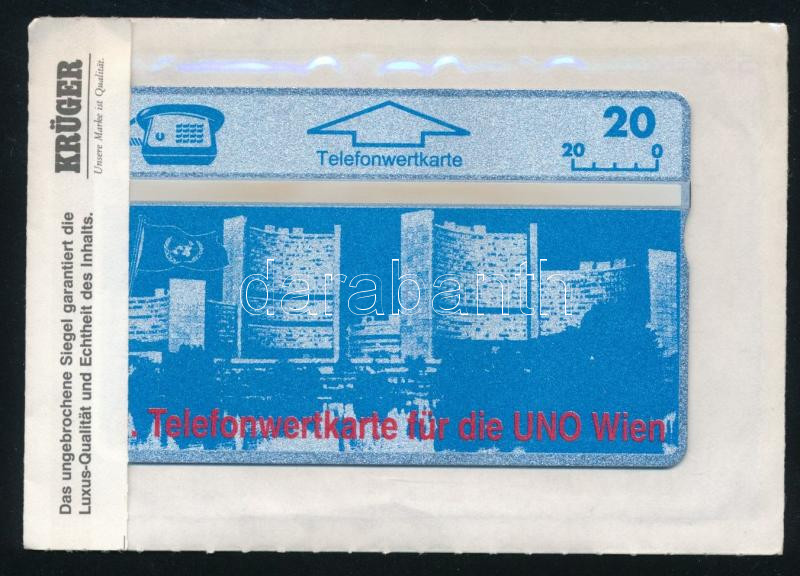 KRÜGER
Unsere Marke ist Qualität.
Das ungebrochene Siegel garantiert die
Luxus-Qualität und Echtheit des Inhalts.
20
Telefonwertkarte
20 0
darabanth
. Telefonwertkarte für die UNO Wien